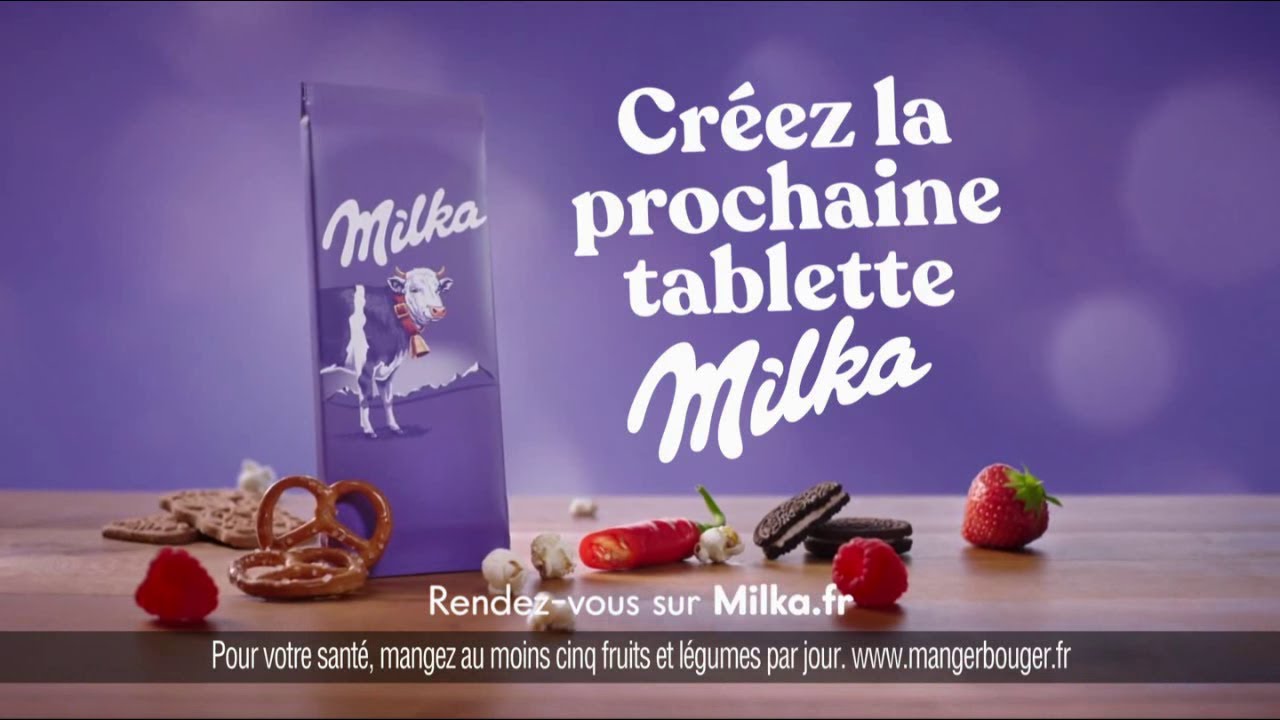 Créez la
prochaine
tablette
Milka
Milka
Rendez-vous sur Milka.fr
Pour votre santé, mangez au moins cinq fruits et légumes par jour. www.mangerbouger.fr